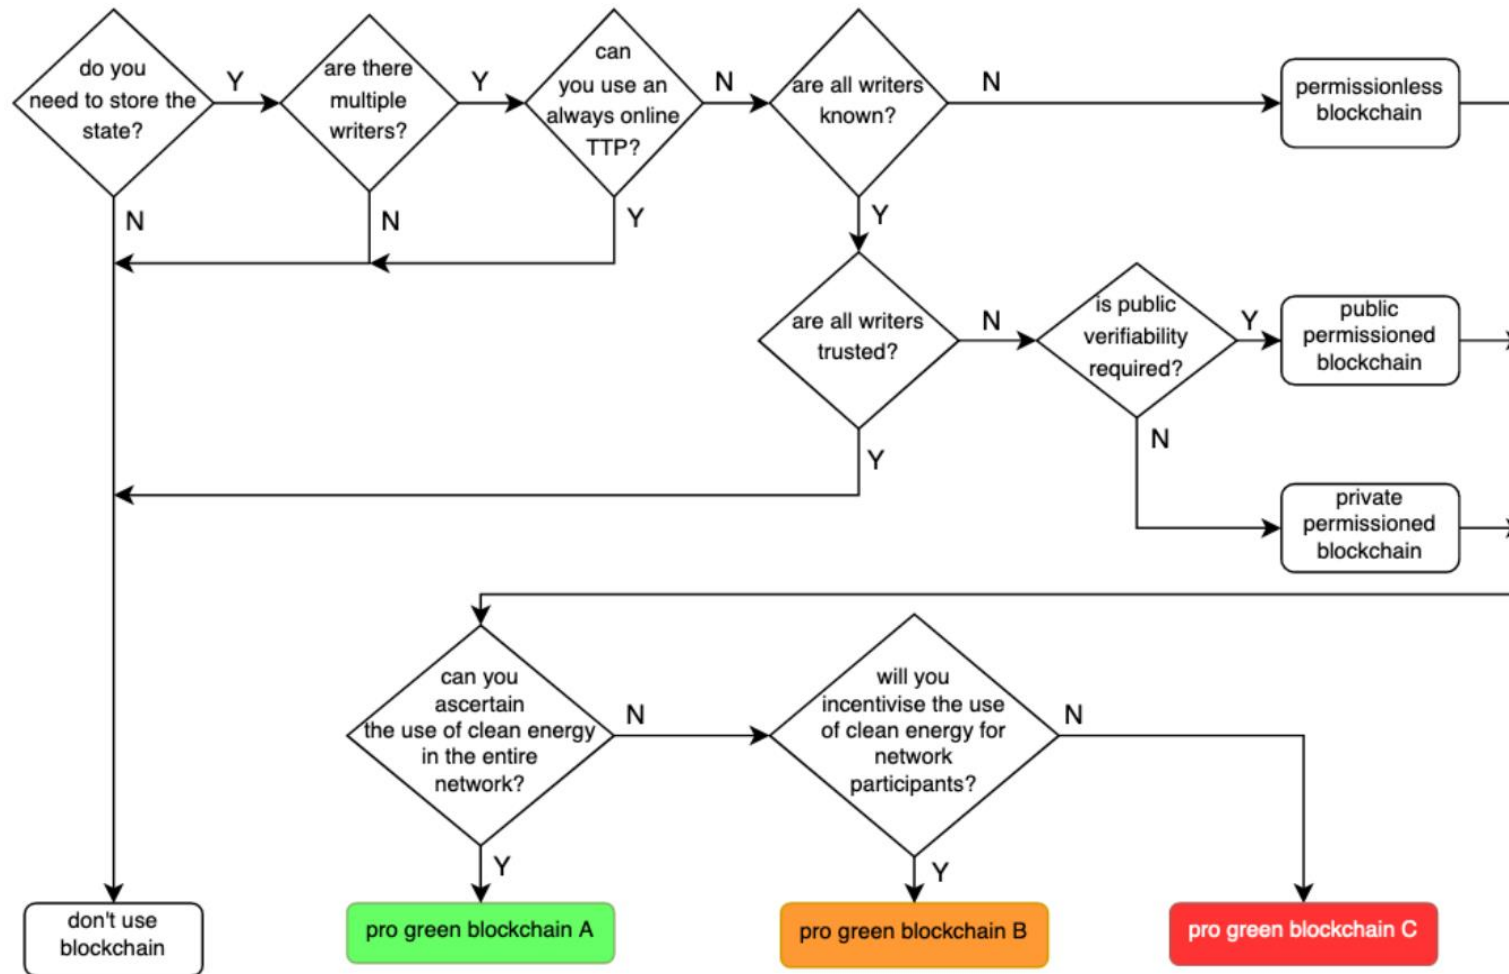 do you
need to store the
state?
Y
are there
multiple
writers?
Y
can
you use an
always online
TTP?
N
are all writers
known?
N
permissionless
blockchain
N
N
Y
Y
are all writers
trusted?
N
is public
verifiability
required?
Y
public
permissioned
blockchain
Y
N
private
permissioned
blockchain
can you
ascertain
the use of clean energy
in the entire
network?
N
will you
incentivise the use
of clean energy for
network
participants?
N
Y
Y
don't use
blockchain
pro green blockchain A
pro green blockchain B
pro green blockchain C